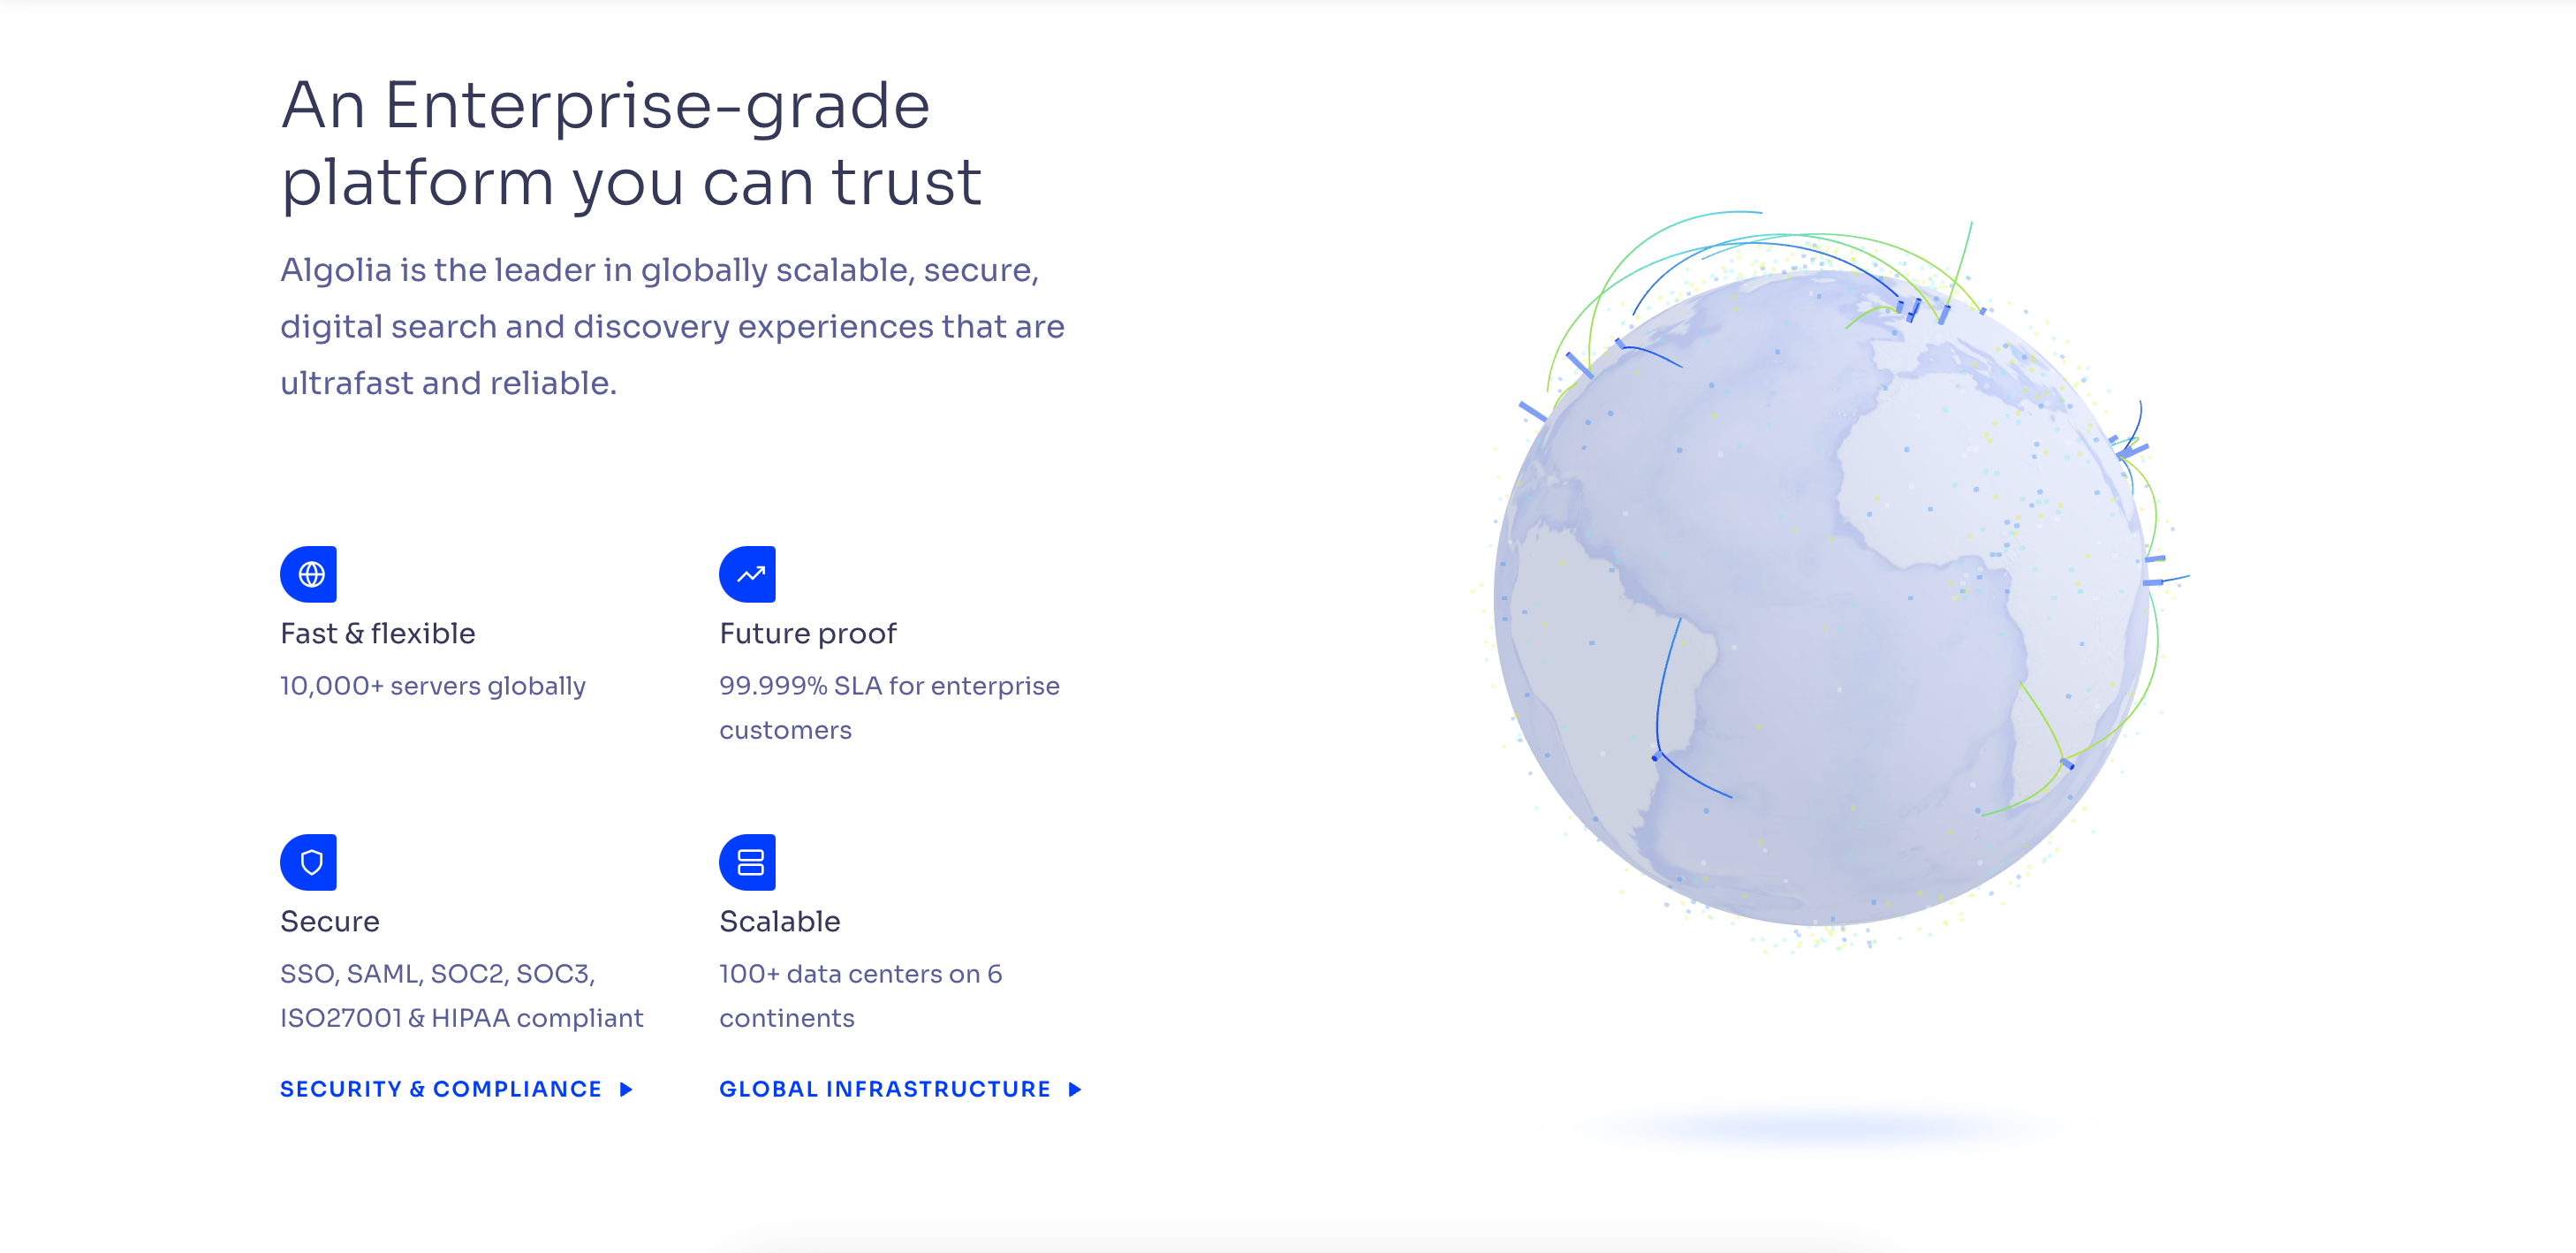 An Enterprise-grade
platform you can trust
Algolia is the leader in globally scalable, secure,
digital search and discovery experiences that are
ultrafast and reliable.
Fast & flexible
10,000+ servers globally
Future proof
99.999% SLA for enterprise
customers
Secure
SSO, SAML, SOC2, SOC3,
ISO27001 & HIPAA compliant
SECURITY & COMPLIANCE
Scalable
100+ data centers on 6
continents
GLOBAL INFRASTRUCTURE